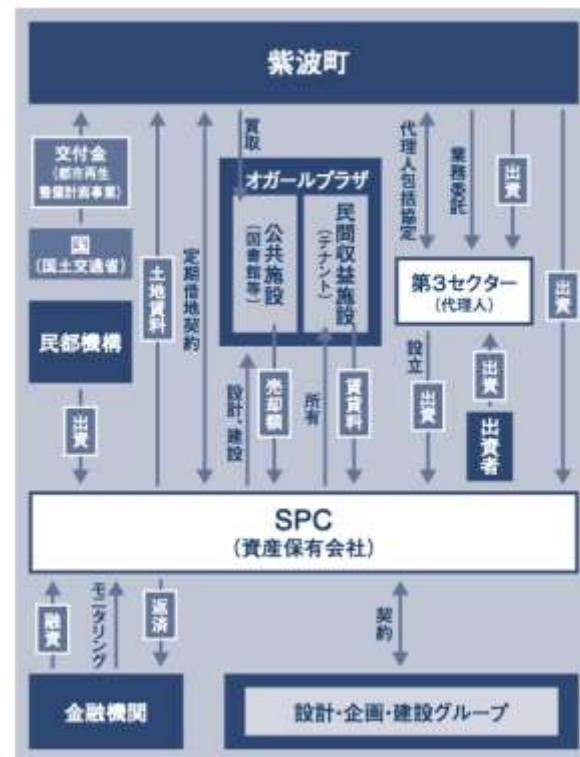 紫波町
交付金
(都市再生
整備計画事業)
国
(国土交通省)
民都機構
出資
土地賃料
定期借地契約
買取
オガールプラザ
公共施設
(図書館等)
民間収益施設
(テナント)
設計、建設
売却額
所有
賃貸料
代理人包括協定
業務委託
出資
第3セクター
(代理人)
設立
出資
出資
出資者
出資
SPC
(資産保有会社)
融資
モニタリング
返済
契約
金融機関
設計・企画・建設グループ